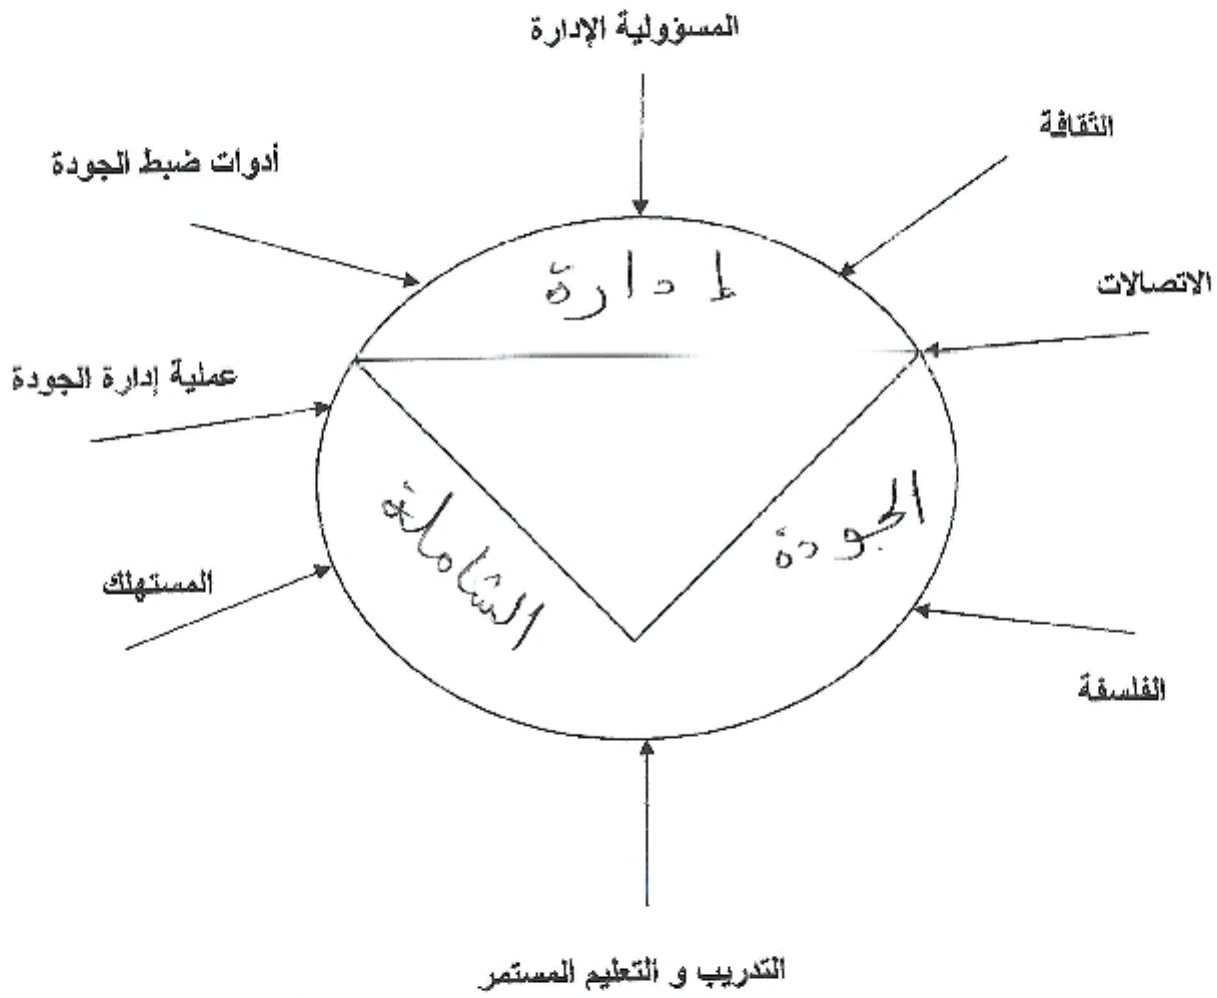 المسؤولية الإدارة
الثقافة
أدوات ضبط الجودة
إدارة
الاتصالات
عملية إدارة الجودة
الجودة
الشاملة
المستهلك
الفلسفة
التدريب و التعليم المستمر